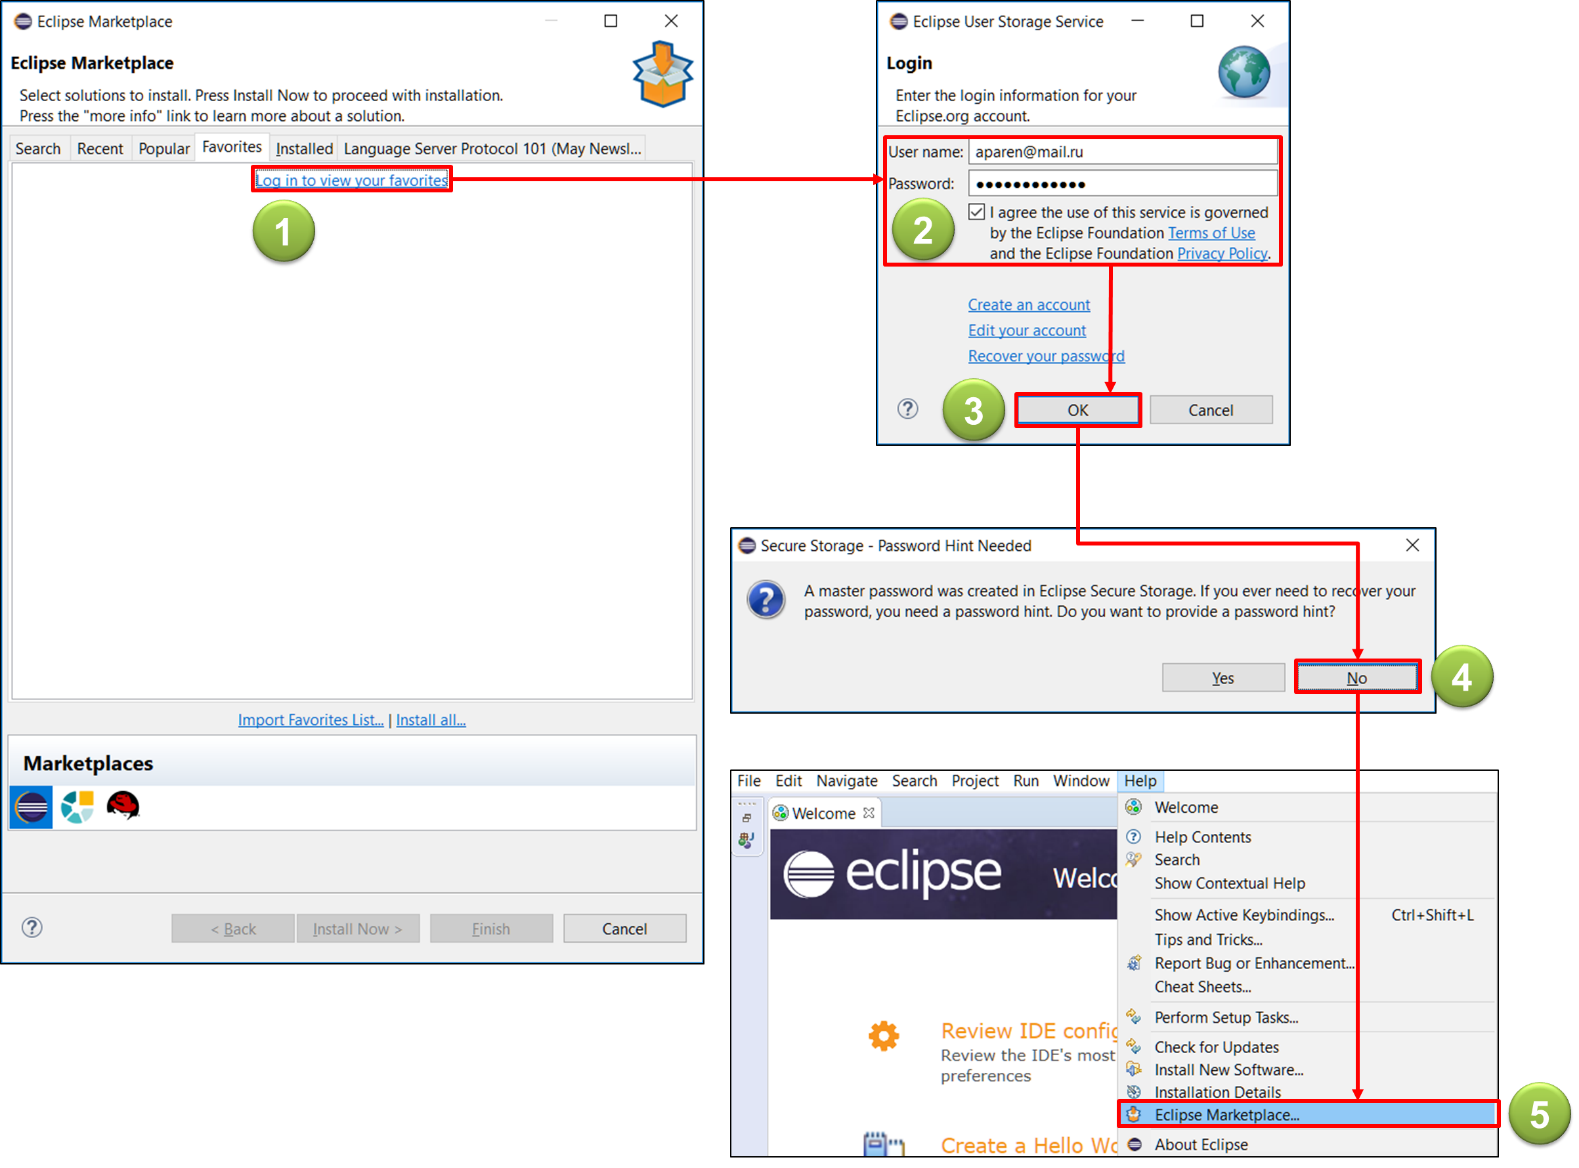 Eclipse Marketplace
Eclipse Marketplace
Select solutions to install. Press Install Now to proceed with installation.
Press the "more info" link to learn more about a solution.
Search Recent Popular Favorites Installed Language Server Protocol 101 (May Newsl...
Log in to view your favorites
1
Import Favorites List... | Install all...
Marketplaces
? < Back Install Now > Finish Cancel
Eclipse User Storage Service
Login
Enter the login information for your
Eclipse.org account.
User name: aparen@mail.ru
Password: ●●●●●●●●●●●●
2
I agree the use of this service is governed
by the Eclipse Foundation Terms of Use
and the Eclipse Foundation Privacy Policy.
Create an account
Edit your account
Recover your password
? 3 OK Cancel
Secure Storage - Password Hint Needed
? A master password was created in Eclipse Secure Storage. If you ever need to recover your
password, you need a password hint. Do you want to provide a password hint?
Yes No 4
File Edit Navigate Search Project Run Window Help
Welcome
eclipse Welco
Review IDE config
Review the IDE's most
preferences
Create a Hello Wo
Welcome
Help Contents
Search
Show Contextual Help
Show Active Keybindings... Ctrl+Shift+L
Tips and Tricks...
Report Bug or Enhancement...
Cheat Sheets...
Perform Setup Tasks...
Check for Updates
Install New Software...
Installation Details
Eclipse Marketplace... 5
About Eclipse